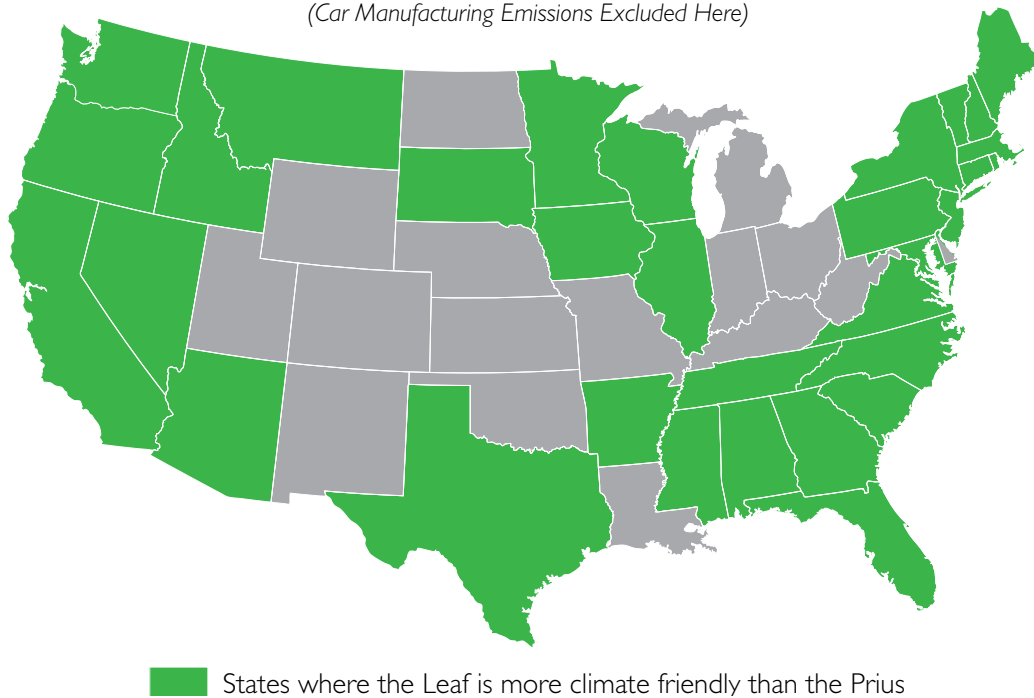 (Car Manufacturing Emissions Excluded Here)
States where the Leaf is more climate friendly than the Prius